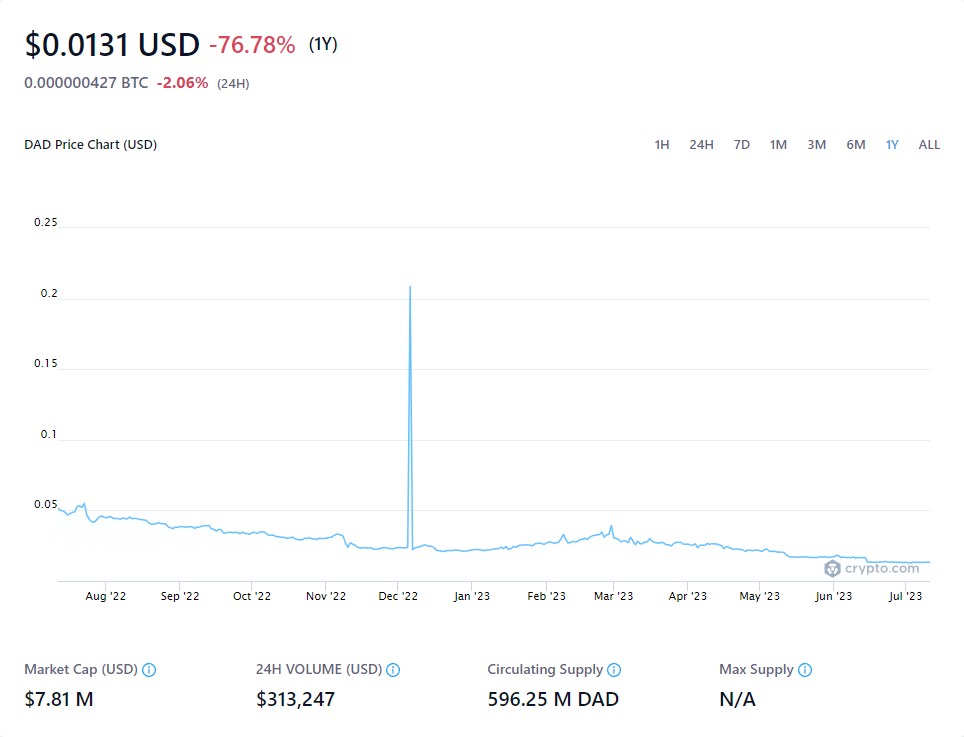 $0.0131 USD -76.78% (1Y)
0.000000427 BTC -2.06% (24H)
DAD Price Chart (USD) 1H 24H 7D 1M 3M 6M 1Y ALL
0.25
0.2
0.15
0.1
0.05
crypto.com
Aug '22 Sep '22 Oct '22 Nov '22 Dec '22 Jan '23 Feb '23 Mar '23 Apr '23 May '23 Jun '23 Jul '23
Market Cap (USD) 24H VOLUME (USD) Circulating Supply Max Supply
$7.81 M $313,247 596.25 M DAD N/A